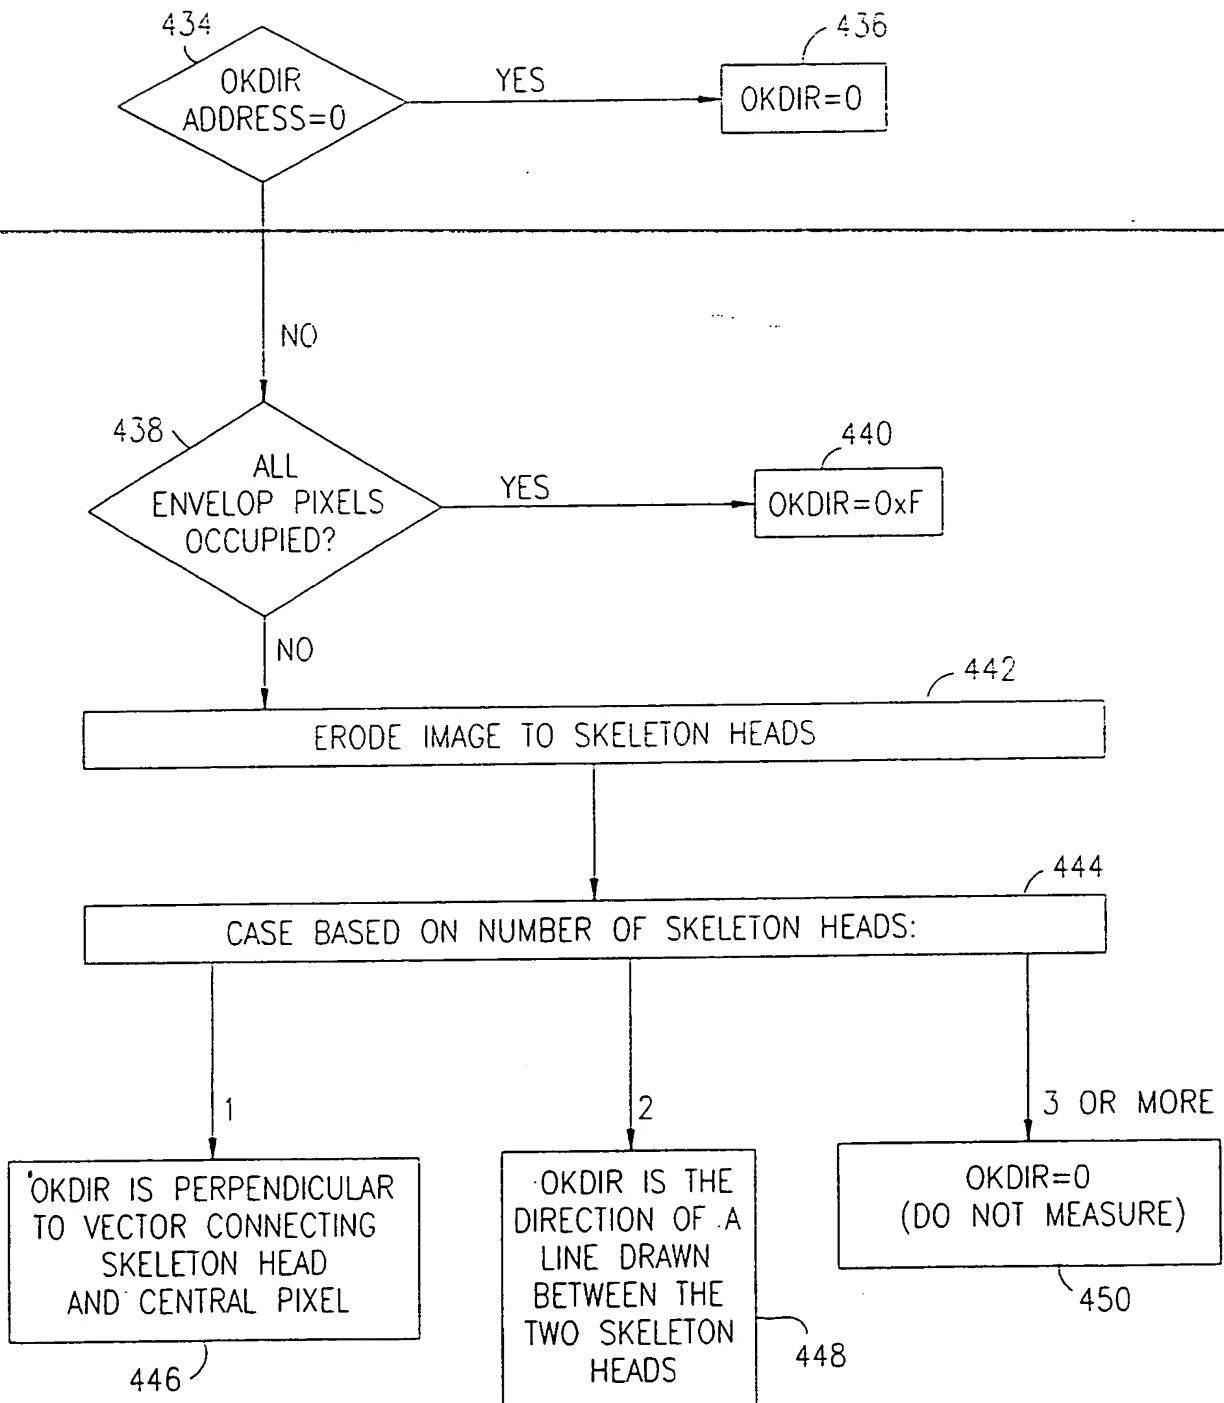 434
OKDIR
ADDRESS=0
YES
436
OKDIR=0
NO
438
ALL
ENVELOP PIXELS
OCCUPIED?
YES
440
OKDIR=0xF
NO
442
ERODE IMAGE TO SKELETON HEADS
444
CASE BASED ON NUMBER OF SKELETON HEADS:
1
2
3 OR MORE
OKDIR IS PERPENDICULAR
TO VECTOR CONNECTING
SKELETON HEAD
AND CENTRAL PIXEL
446
OKDIR IS THE
DIRECTION OF A
LINE DRAWN
BETWEEN THE
TWO SKELETON
HEADS
448
OKDIR=0
(DO NOT MEASURE)
450